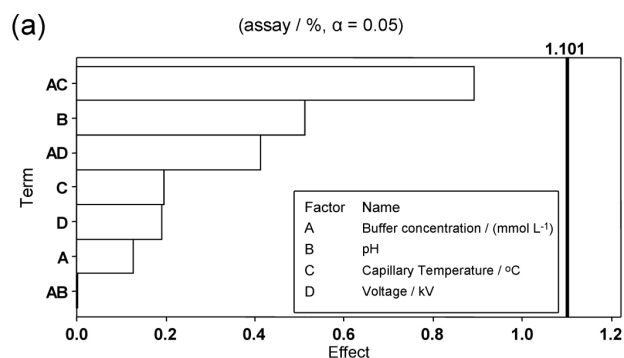 (a)
(assay / %, α = 0.05)
1.101
Term
AC
B
AD
C
D
A
AB
Factor Name
A Buffer concentration / (mmol L-1)
B pH
C Capillary Temperature / ºC
D Voltage / kV
0.0 0.2 0.4 0.6 0.8 1.0 1.2
Effect